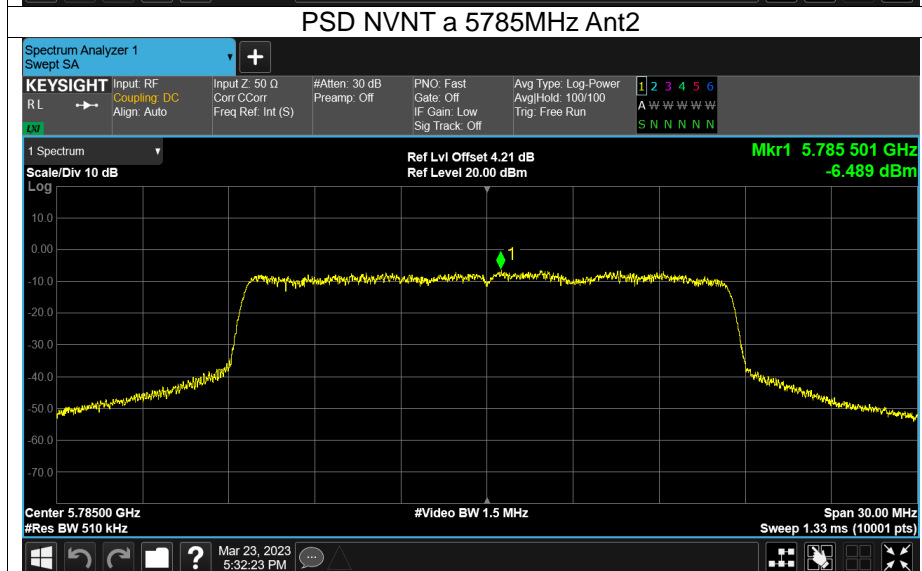 PSD NVNT a 5785MHz Ant2
Spectrum Analyzer 1
Swept SA
KEYSIGHT
R L
LXI
Input: RF
Coupling: DC
Align: Auto
Input Z: 50 Ω
Corr CCorr
Freq Ref: Int (S)
#Atten: 30 dB
Preamp: Off
PNO: Fast
Gate: Off
IF Gain: Low
Sig Track: Off
Avg Type: Log-Power
Avg|Hold: 100/100
Trig: Free Run
1 2 3 4 5 6
A W W W W W
S N N N N N
1 Spectrum
Scale/Div 10 dB
Ref Lvl Offset 4.21 dB
Ref Level 20.00 dBm
Mkr1 5.785 501 GHz
-6.489 dBm
Log
10.0
0.00
-10.0
-20.0
-30.0
-40.0
-50.0
-60.0
-70.0
1
Center 5.78500 GHz
#Res BW 510 kHz
#Video BW 1.5 MHz
Span 30.00 MHz
Sweep 1.33 ms (10001 pts)
?
Mar 23, 2023
5:32:23 PM